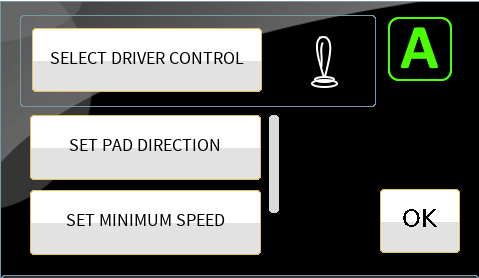 SELECT DRIVER CONTROL
A
SET PAD DIRECTION
SET MINIMUM SPEED
OK